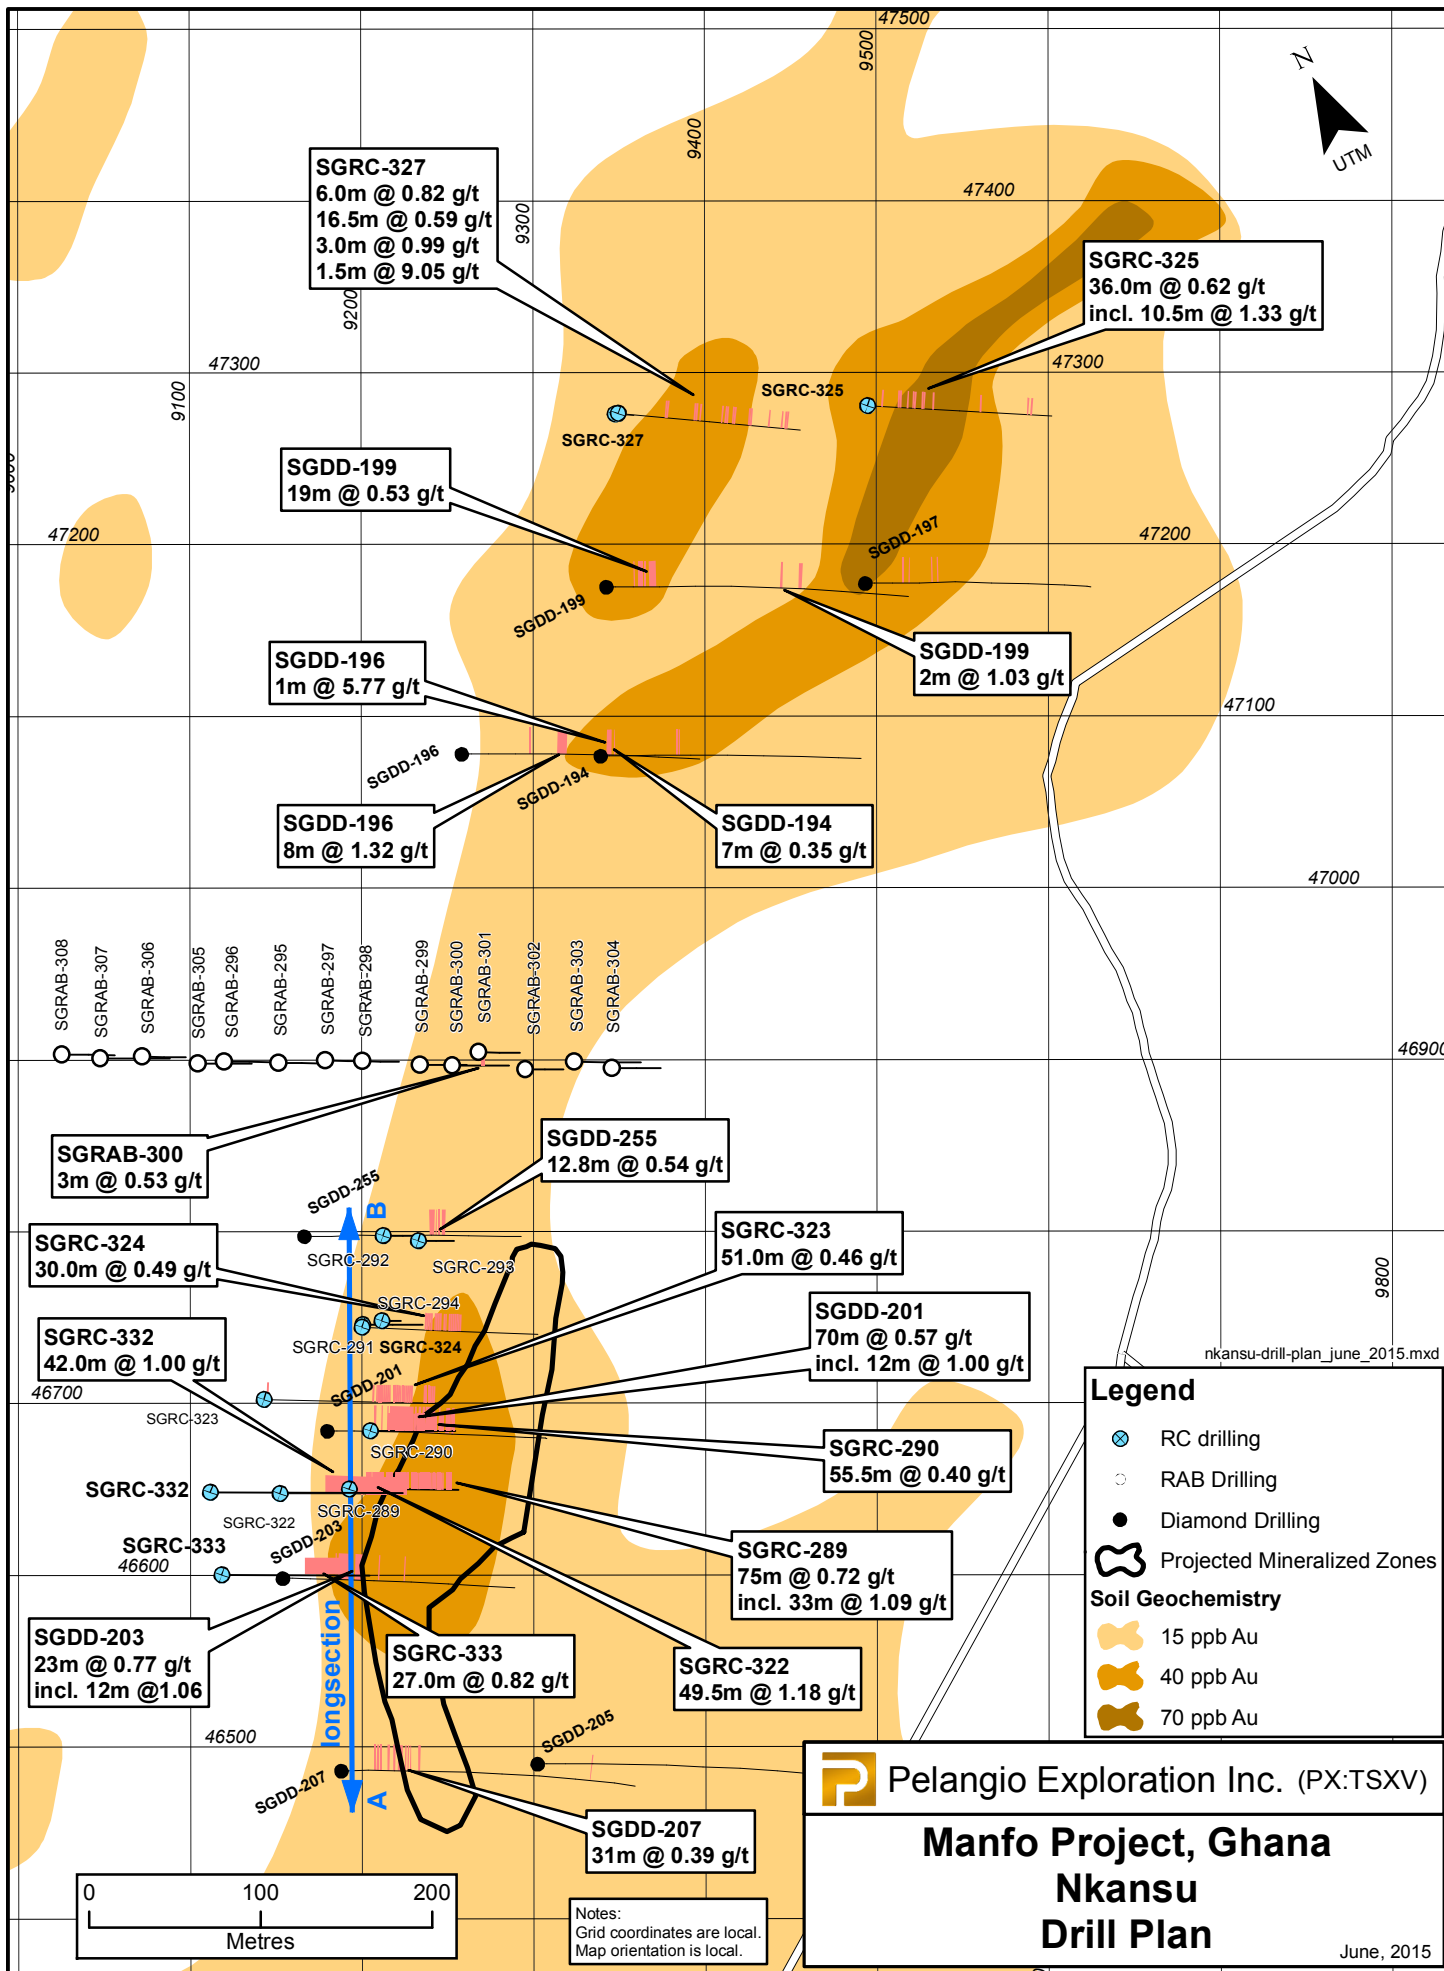 47500
9500
N
UTM
9400
SGRC-327
6.0m @ 0.82 g/t
16.5m @ 0.59 g/t
3.0m @ 0.99 g/t
1.5m @ 9.05 g/t
47400
9300
SGRC-325
36.0m @ 0.62 g/t
incl. 10.5m @ 1.33 g/t
9200
47300
47300
9100
SGRC-325
SGRC-327
SGDD-199
19m @ 0.53 g/t
47200
47200
SGDD-197
SGDD-199
SGDD-199
2m @ 1.03 g/t
SGDD-196
1m @ 5.77 g/t
47100
SGDD-196
SGDD-194
SGDD-196
8m @ 1.32 g/t
SGDD-194
7m @ 0.35 g/t
47000
SGRAB-308
SGRAB-307
SGRAB-306
SGRAB-305
SGRAB-296
SGRAB-295
SGRAB-297
SGRAB-298
SGRAB-299
SGRAB-300
SGRAB-301
SGRAB-302
SGRAB-303
SGRAB-304
46900
SGRAB-300
3m @ 0.53 g/t
SGDD-255
12.8m @ 0.54 g/t
SGDD-255
B
SGRC-292
SGRC-293
SGRC-324
30.0m @ 0.49 g/t
SGRC-323
51.0m @ 0.46 g/t
9800
SGRC-294
SGRC-291
SGRC-324
SGRC-332
42.0m @ 1.00 g/t
SGDD-201
70m @ 0.57 g/t
incl. 12m @ 1.00 g/t
nkansu-drill-plan_june_2015.mxd
46700
SGDD-201
SGRC-323
SGRC-290
SGRC-290
55.5m @ 0.40 g/t
SGRC-332
SGRC-322
SGRC-289
SGRC-333
SGDD-203
46600
SGRC-289
75m @ 0.72 g/t
incl. 33m @ 1.09 g/t
SGDD-203
23m @ 0.77 g/t
incl. 12m @1.06
longsection
SGRC-333
27.0m @ 0.82 g/t
SGRC-322
49.5m @ 1.18 g/t
46500
SGDD-205
SGDD-207
A
SGDD-207
31m @ 0.39 g/t
Legend
RC drilling
RAB Drilling
Diamond Drilling
Projected Mineralized Zones
Soil Geochemistry
15 ppb Au
40 ppb Au
70 ppb Au
Pelangio Exploration Inc. (PX:TSXV)
Manfo Project, Ghana
Nkansu
Drill Plan
June, 2015
0 100 200
Metres
Notes:
Grid coordinates are local.
Map orientation is local.